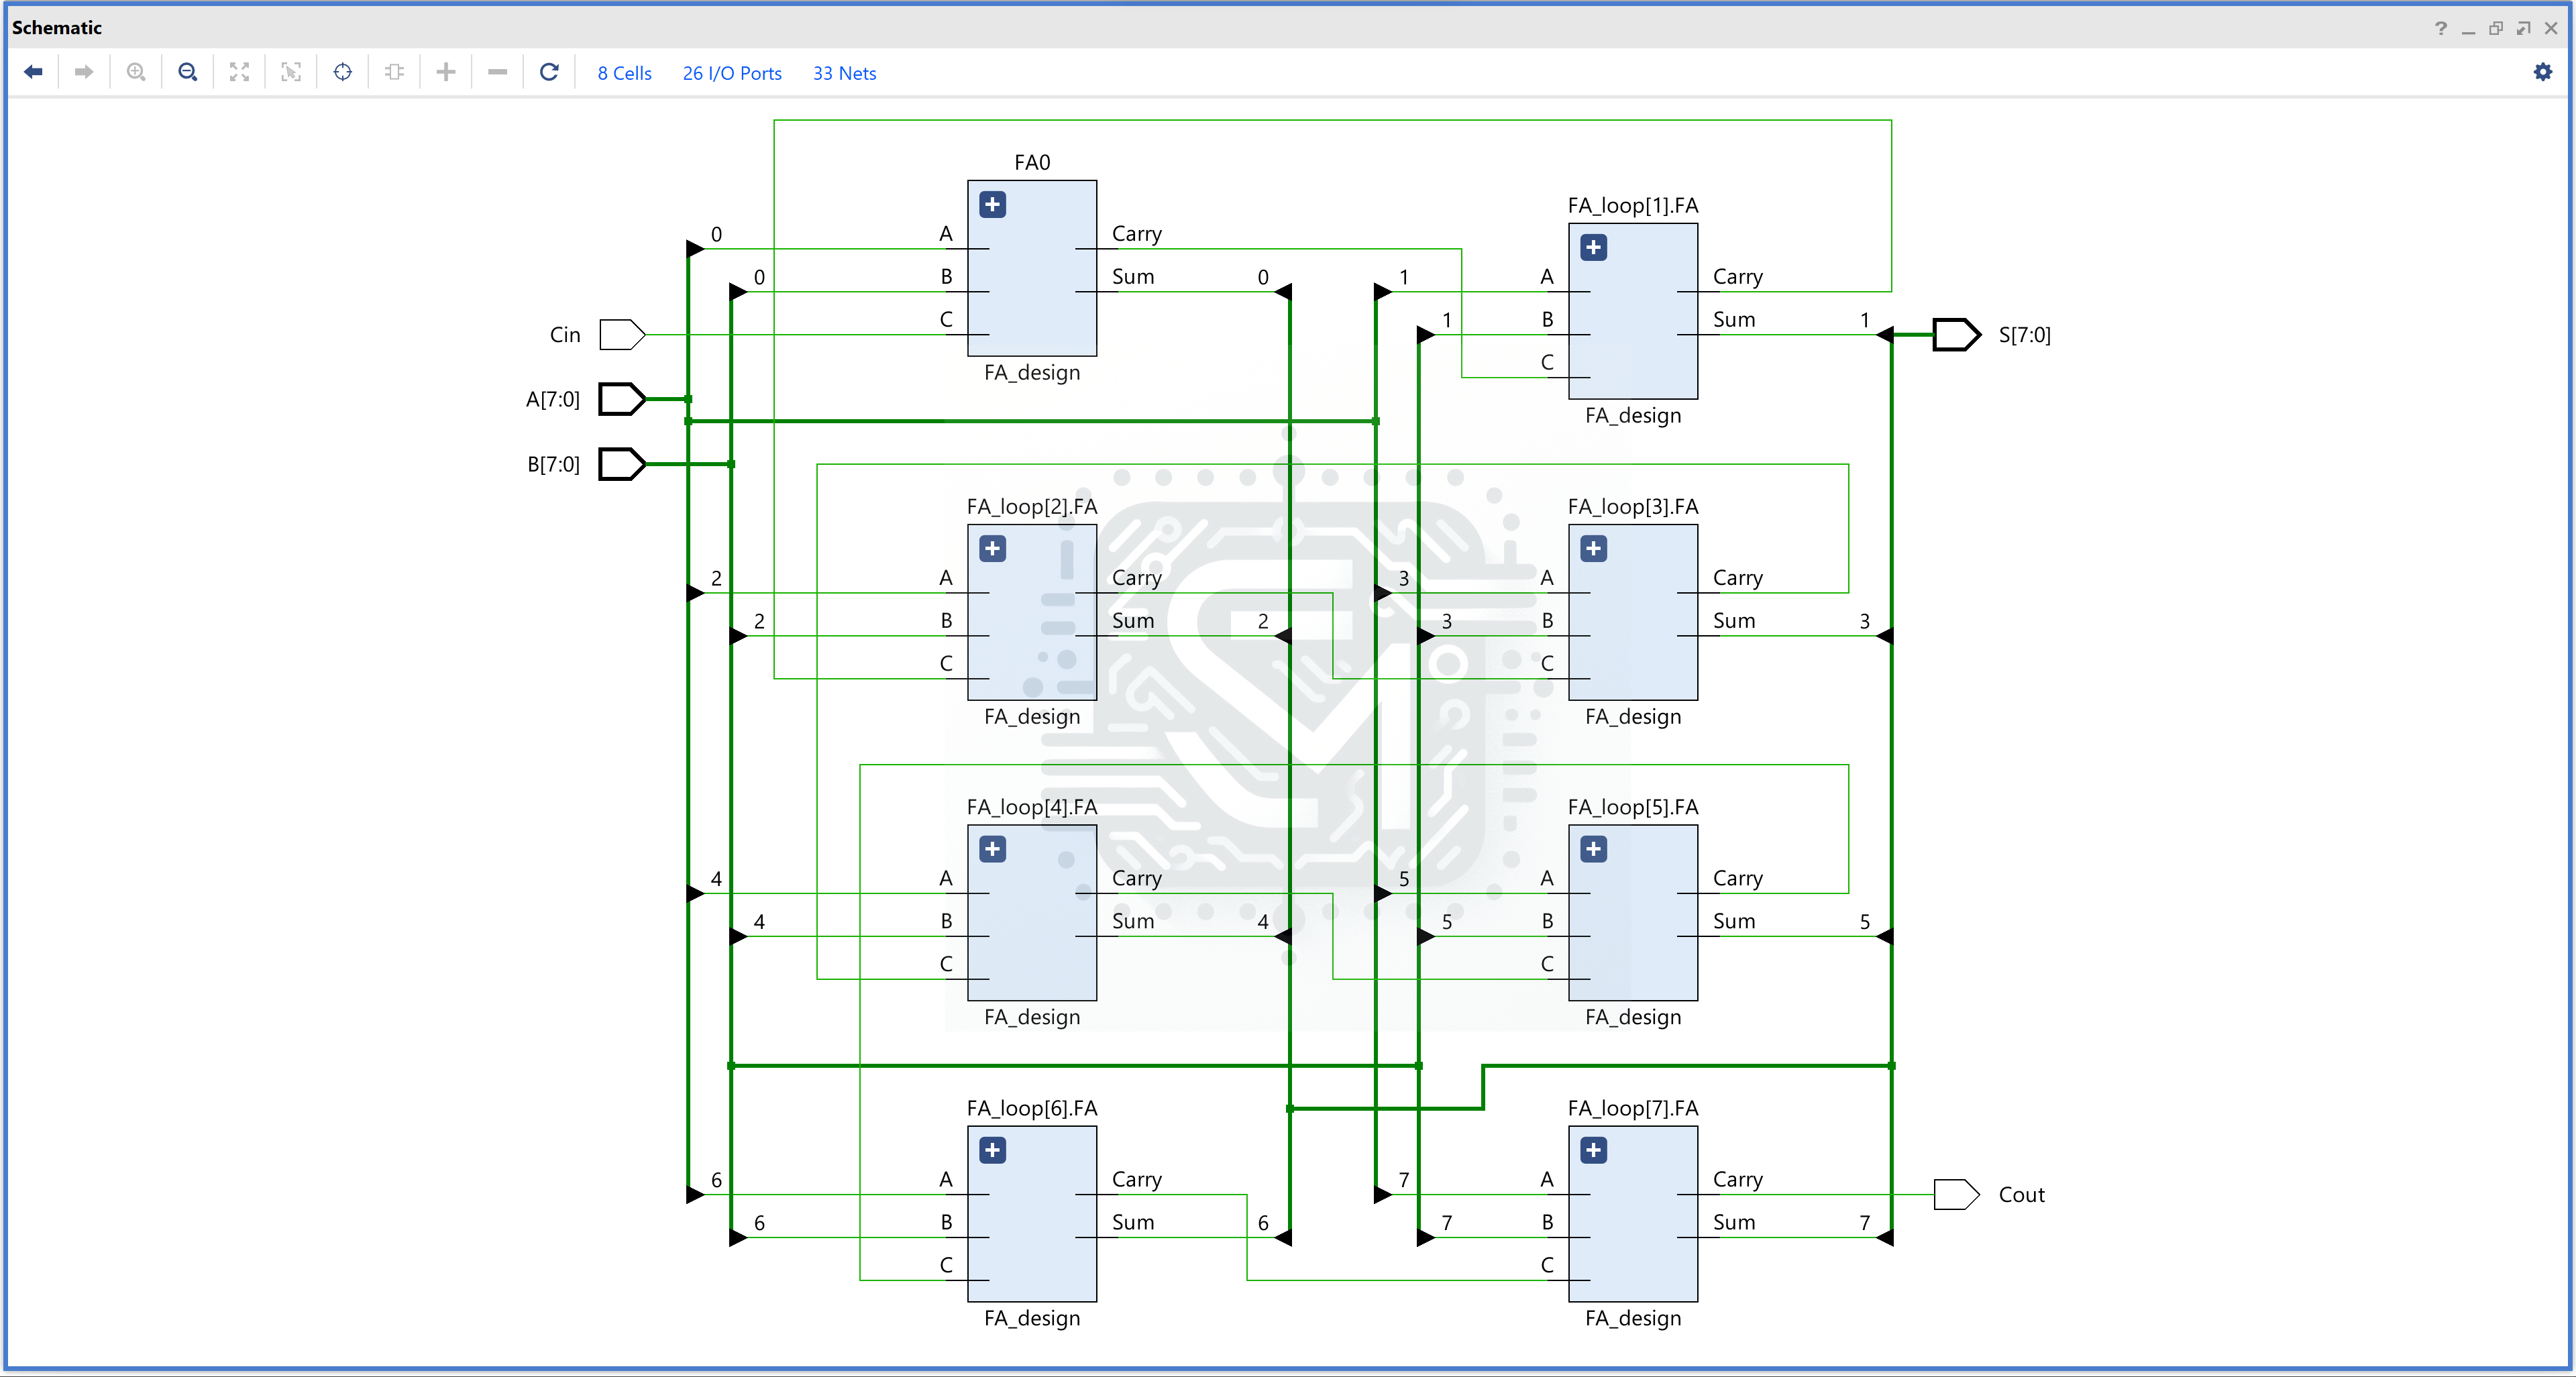 Schematic
8 Cells 26 I/O Ports 33 Nets
FA0
FA_loop[1].FA
0 A Carry
0 B Sum 0 1 A Carry
Cin C 1 B Sum 1 S[7:0]
C
FA_design
A[7:0] FA_design
B[7:0]
FA_loop[2].FA FA_loop[3].FA
2 A Carry 3 A Carry
2 B Sum 2 3 B Sum 3
C C
FA_design FA_design
FA_loop[4].FA FA_loop[5].FA
4 A Carry 5 A Carry
4 B Sum 4 5 B Sum 5
C C
FA_design FA_design
FA_loop[6].FA FA_loop[7].FA
6 A Carry 7 A Carry Cout
6 B Sum 6 7 B Sum 7
C C
FA_design FA_design